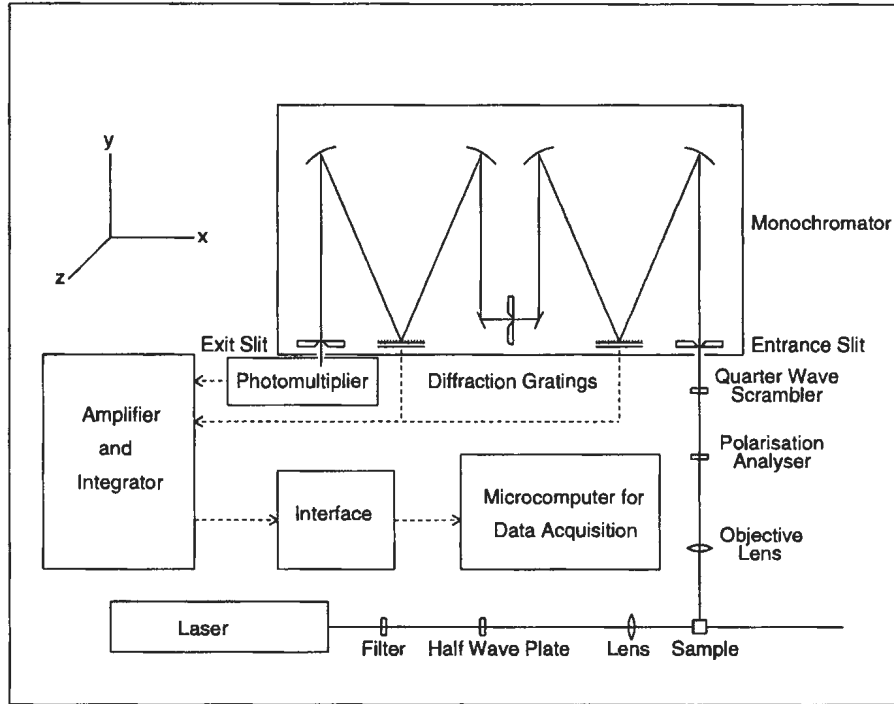 y
x
z
Monochromator
Exit Slit
Entrance Slit
Photomultiplier
Diffraction Gratings
Quarter Wave
Scrambler
Amplifier
and
Integrator
Polarisation
Analyser
Interface
Microcomputer for
Data Acquisition
Objective
Lens
Laser
Filter
Half Wave Plate
Lens
Sample